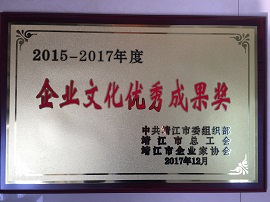 2015-2017年度
企业文化优秀成果奖
中共靖江市委组织部
靖江市总工会
靖江市企业家协会
2017年12月